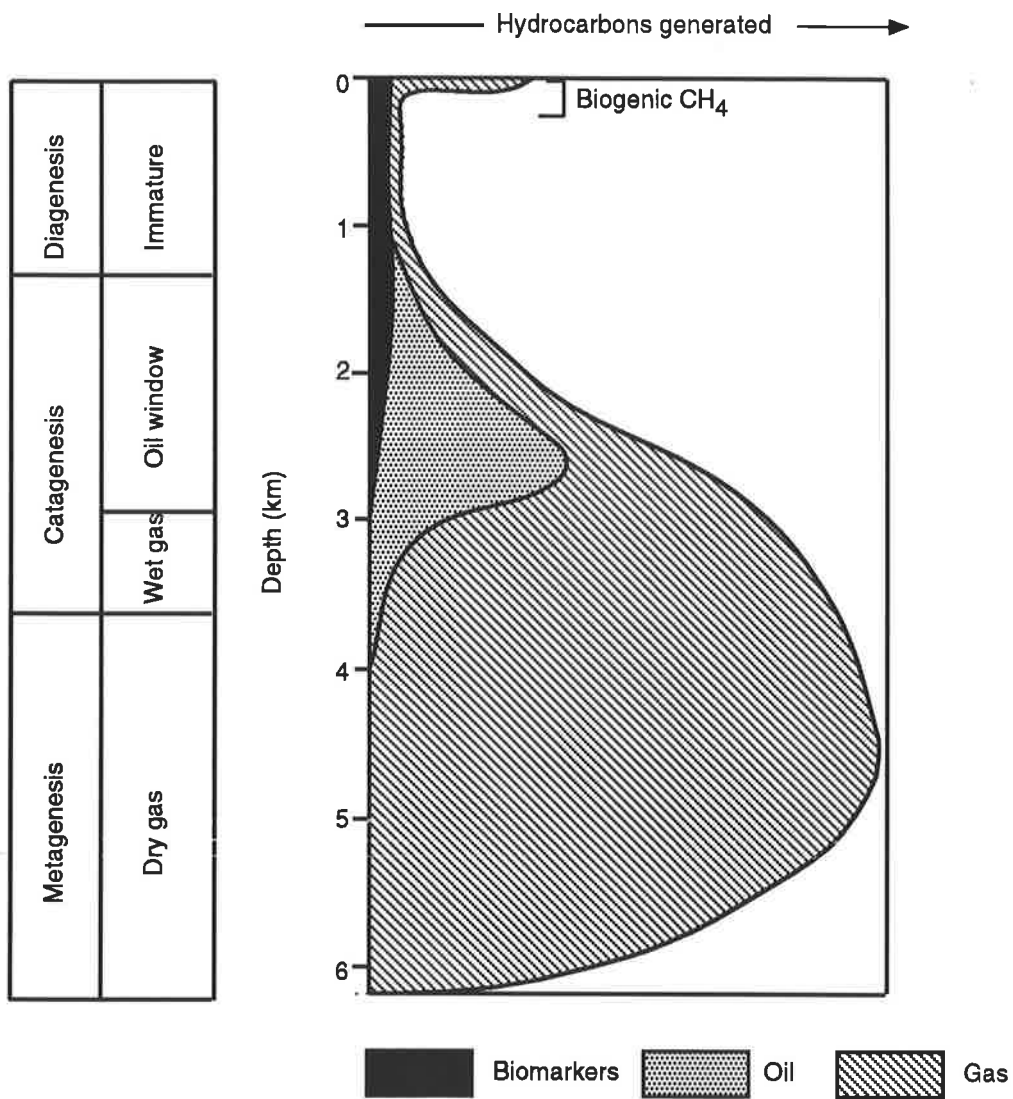 Hydrocarbons generated
Diagenesis
Immature
Catagenesis
Oil window
Wet gas
Metagenesis
Dry gas
Depth (km)
0
1
2
3
4
5
6
Biogenic CH₄
Biomarkers
Oil
Gas